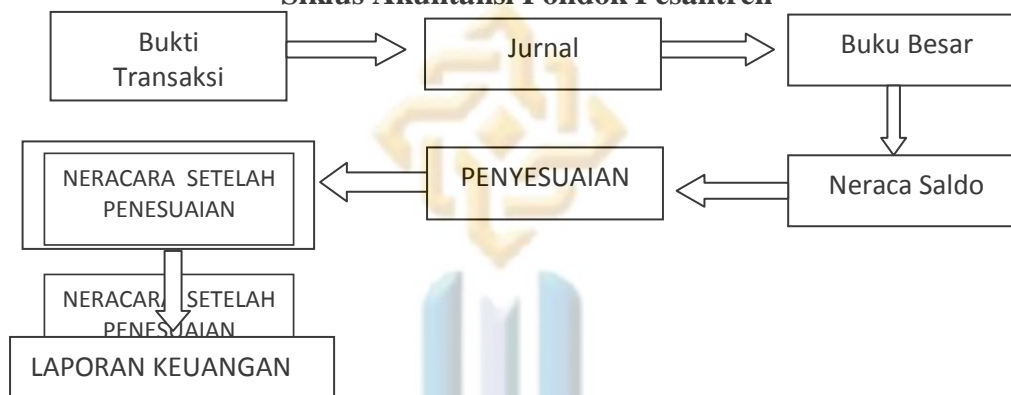 Siklus Akuntansi Pondok Pesantren
Bukti
Transaksi
Jurnal
Buku Besar
NERACARA SETELAH
PENESUAIAN
PENYESUAIAN
Neraca Saldo
NERACARA SETELAH
PENESUAIAN
LAPORAN KEUANGAN